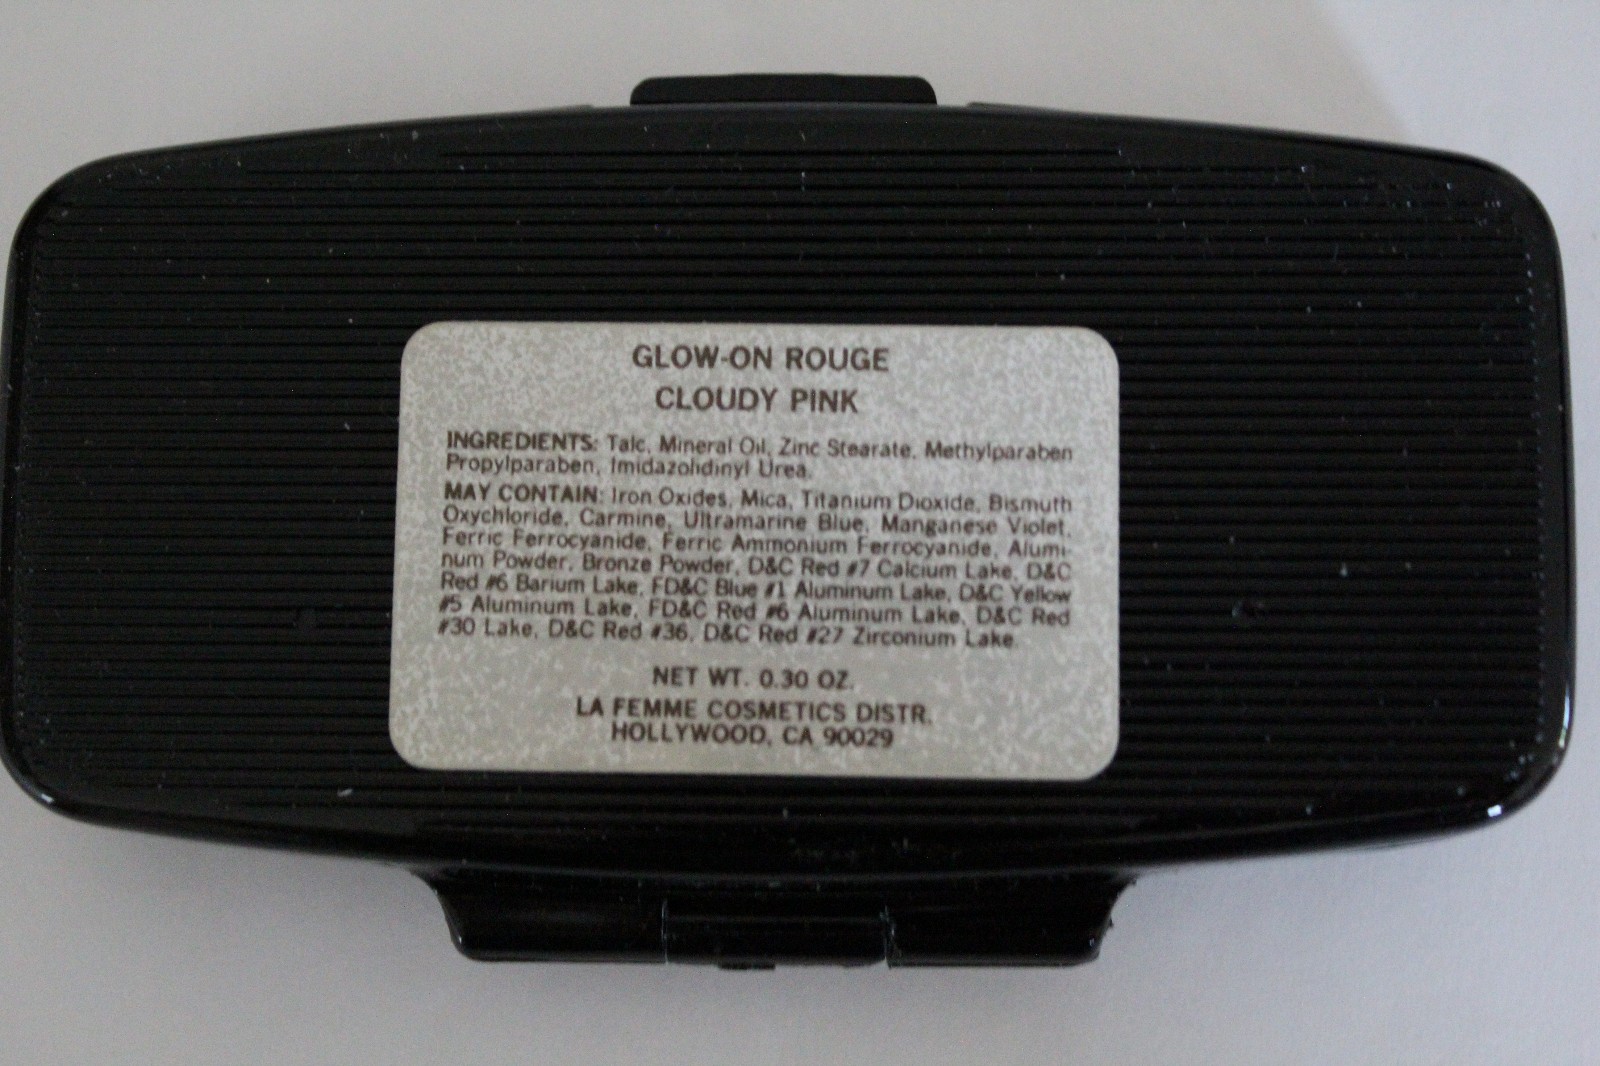 GLOW-ON ROUGE
CLOUDY PINK
INGREDIENTS: Talc, Mineral Oil, Zinc Stearate, Methylparaben
Propylparaben, Imidazolidinyl Urea.
MAY CONTAIN: Iron Oxides, Mica, Titanium Dioxide, Bismuth
Oxychloride, Carmine, Ultramarine Blue, Manganese Violet,
Ferric Ferrocyanide, Ferric Ammonium Ferrocyanide, Alumi-
num Powder, Bronze Powder, D&C Red #7 Calcium Lake, D&C
Red #6 Barium Lake, FD&C Blue #1 Aluminum Lake, D&C Yellow
#5 Aluminum Lake, FD&C Red #6 Aluminum Lake, D&C Red
#30 Lake, D&C Red #36, D&C Red #27 Zirconium Lake.
NET WT. 0.30 OZ.
LA FEMME COSMETICS DISTR.
HOLLYWOOD, CA 90029